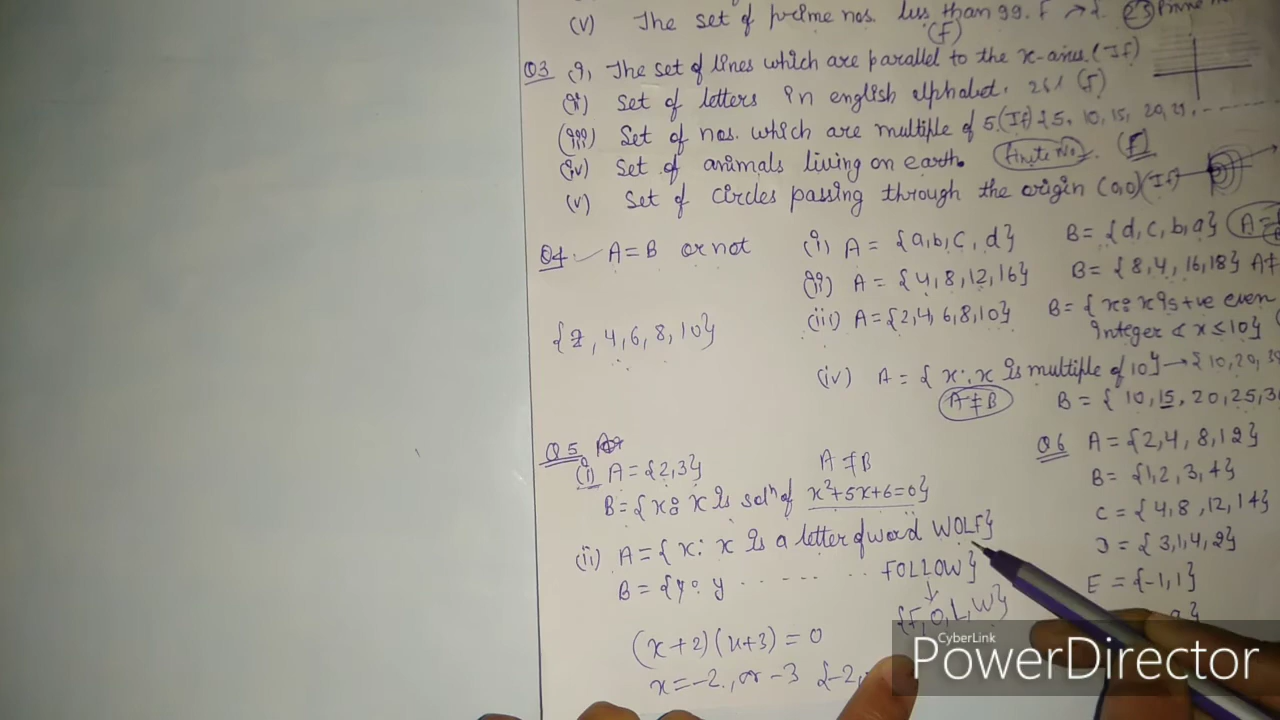 (v) The set of prime nos. less than 99. F → {. 23 Prime
(F)
Q3 (i) The set of lines which are parallel to the x-axis. (If)
(ii) Set of letters in english alphabet. 26 (F)
(iii) Set of nos. which are multiple of 5. (If) {5, 10, 15, 20, 25, - - - -
(iv) Set of animals living on earth. finite No. (F)
(v) Set of circles passing through the origin (0,0) (If)
Q4 A = B or not (i) A = {a, b, c, d} B = {d, c, b, a} A =
(ii) A = {4, 8, 12, 16} B = {8, 4, 16, 18} A ≠
(iii) A = {2, 4, 6, 8, 10} B = {x : x is +ve even
Integer < x ≤ 10}
{2, 4, 6, 8, 10}
(iv) A = {x : x is multiple of 10} → {10, 20, 30
A ≠ B B = {10, 15, 20, 25, 30
Q5
(i) A = {2, 3} A ≠ B
B = {x : x is solⁿ of x²+5x+6=0}
(ii) A = {x : x is a letter of word WOLF}
B = {y : y . . . . . . . . . FOLLOW}
↓
{F, O, L, W}
(x+2)(x+3) = 0
x = -2, or -3 {-2,
Q6 A = {2, 4, 8, 12}
B = {1, 2, 3, 4}
C = {4, 8, 12, 14}
D = {3, 1, 4, 2}
E = {-1, 1}
CyberLink
PowerDirector